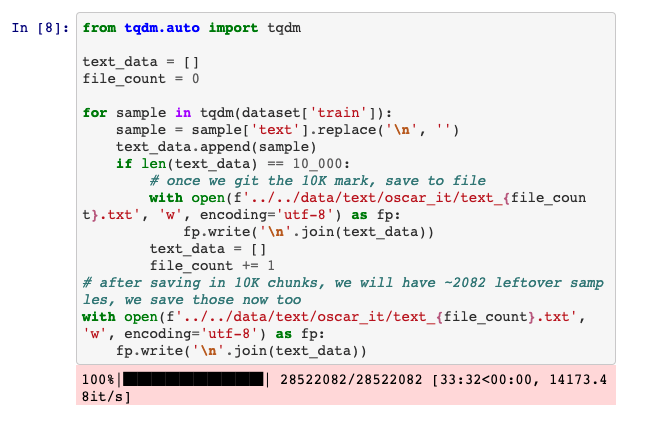 In [8]: from tqdm.auto import tqdm
text_data = []
file_count = 0
for sample in tqdm(dataset['train']):
    sample = sample['text'].replace('\n', '')
    text_data.append(sample)
    if len(text_data) == 10_000:
        # once we git the 10K mark, save to file
        with open(f'../../data/text/oscar_it/text_{file_coun
t}.txt', 'w', encoding='utf-8') as fp:
            fp.write('\n'.join(text_data))
        text_data = []
        file_count += 1
# after saving in 10K chunks, we will have ~2082 leftover samp
les, we save those now too
with open(f'../../data/text/oscar_it/text_{file_count}.txt',
'w', encoding='utf-8') as fp:
    fp.write('\n'.join(text_data))
100%| | 28522082/28522082 [33:32<00:00, 14173.4
8it/s]